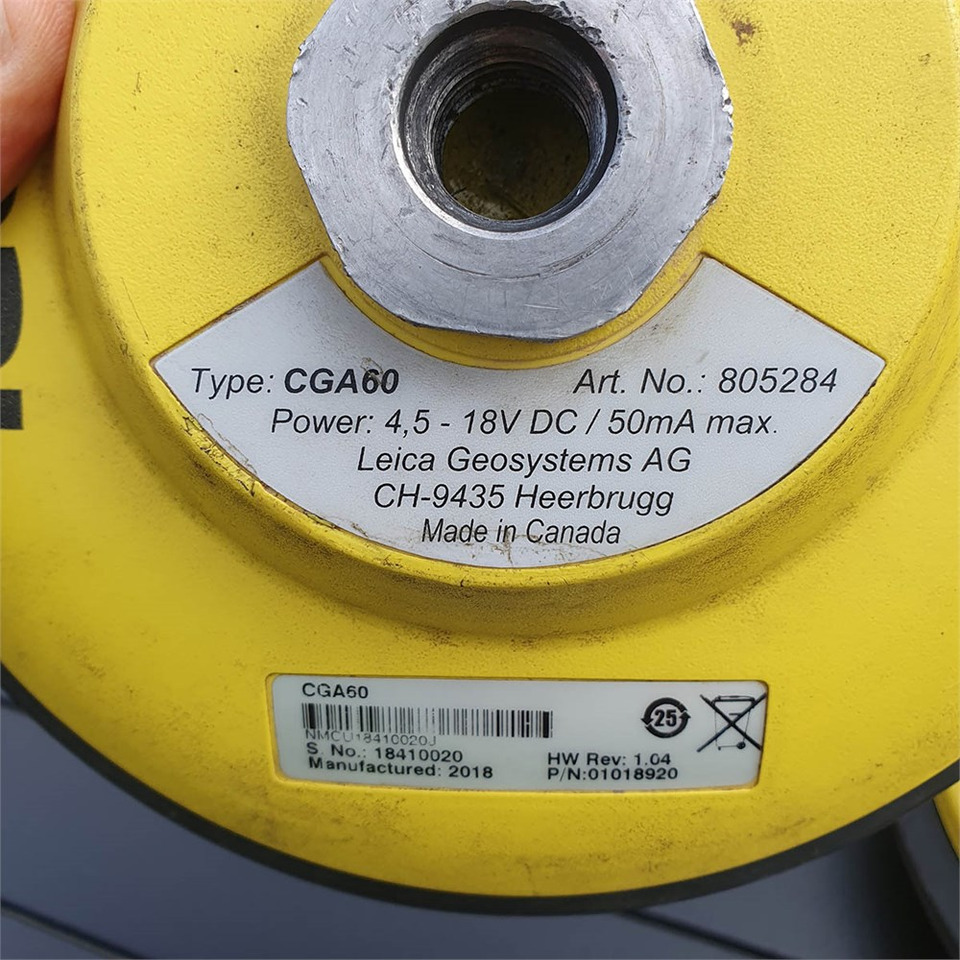 Type: CGA60 Art. No.: 805284
Power: 4,5 - 18V DC / 50mA max.
Leica Geosystems AG
CH-9435 Heerbrugg
Made in Canada
CGA60
NMCU18410020J
S. No.: 18410020
Manufactured: 2018
25
HW Rev: 1.04
P/N:01018920